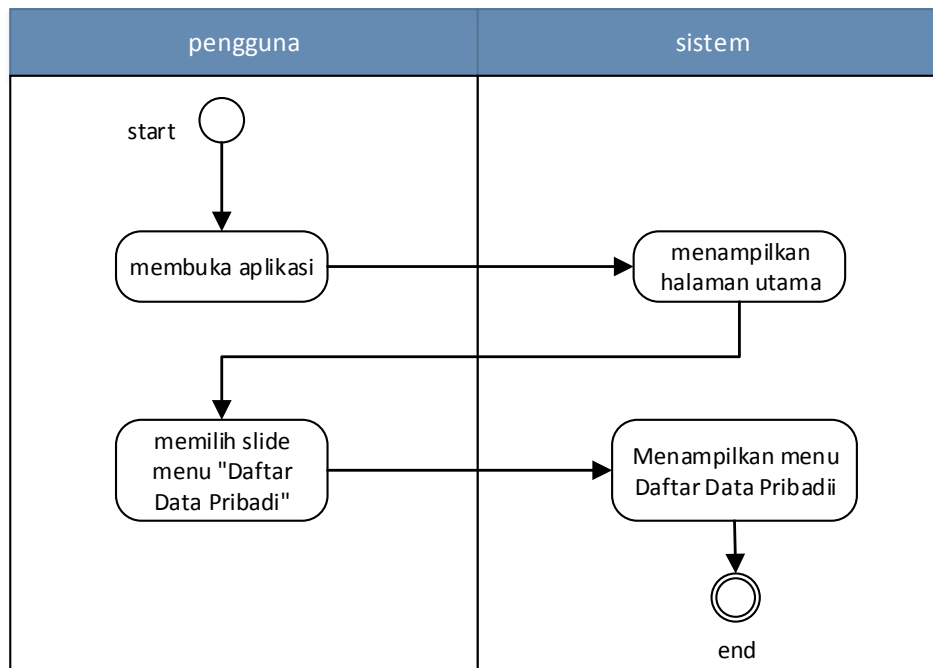 pengguna
sistem
start
membuka aplikasi
menampilkan
halaman utama
memilih slide
menu "Daftar
Data Pribadi"
Menampilkan menu
Daftar Data Pribadii
end